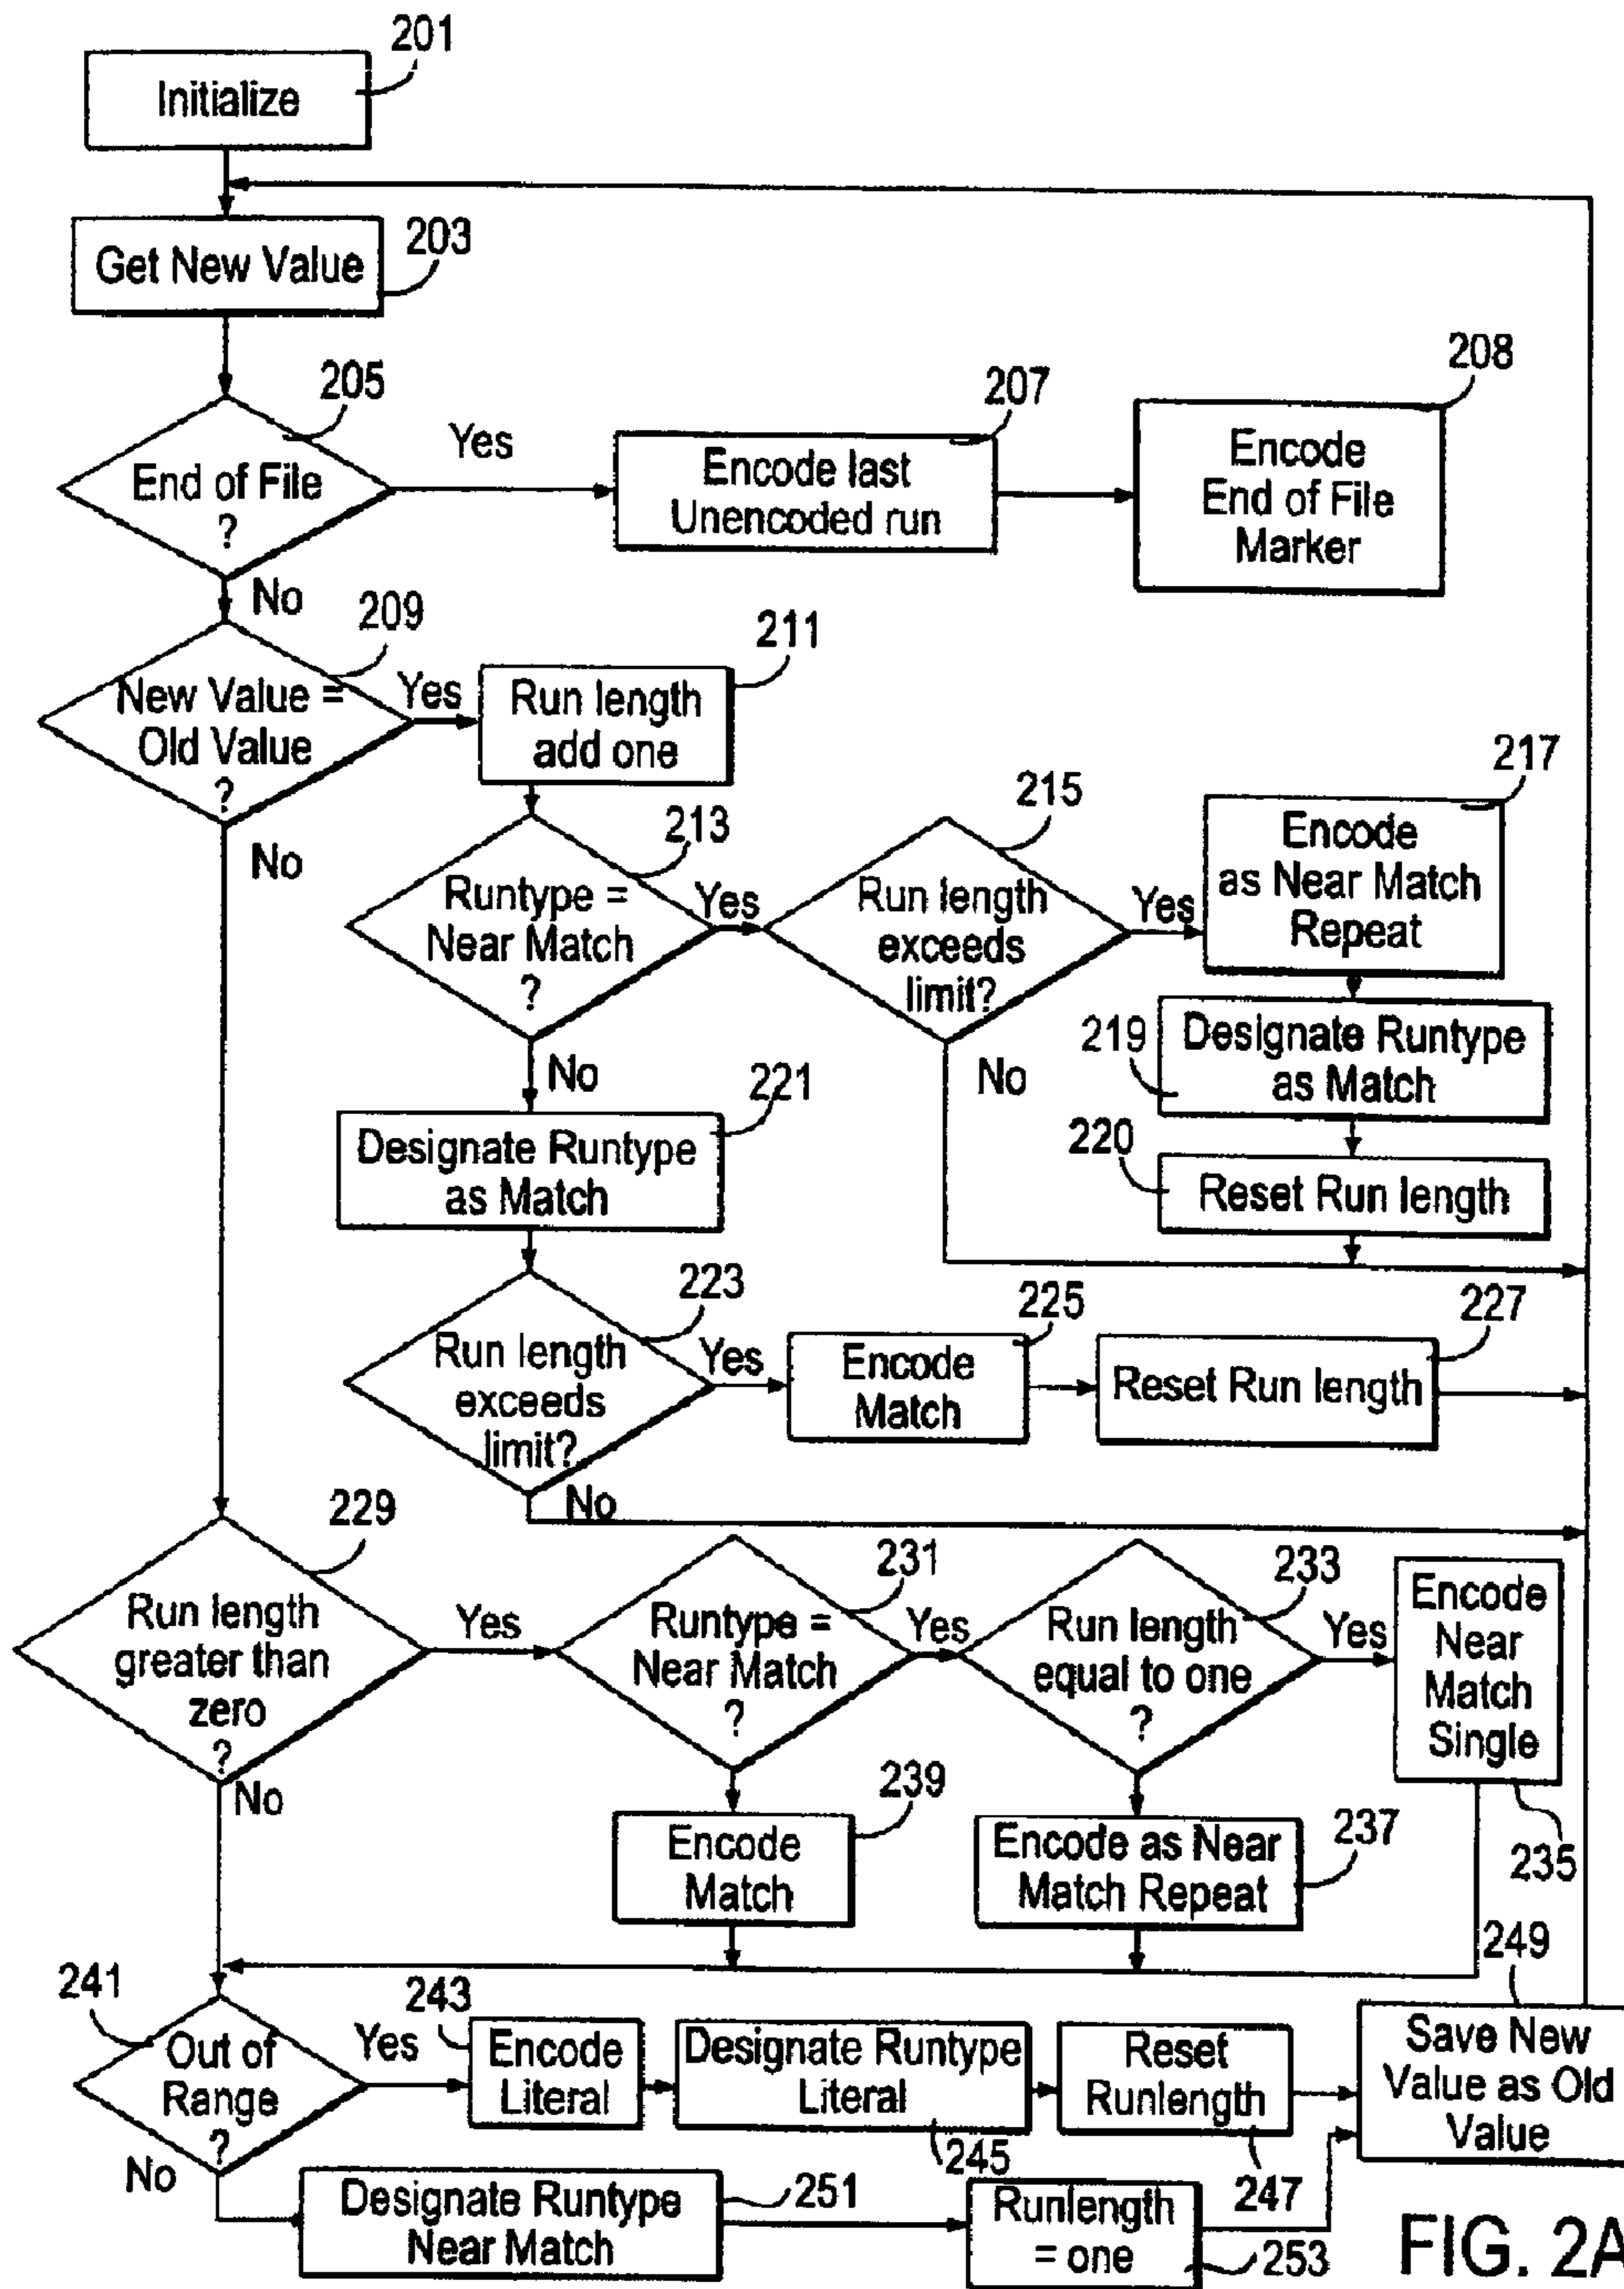 201
Initialize
Get New Value
203
205
End of File
?
Yes
No
207
Encode last
Unencoded run
208
Encode
End of File
Marker
209
New Value =
Old Value
?
Yes
No
211
Run length
add one
213
Runtype =
Near Match
?
Yes
No
215
Run length
exceeds
limit?
Yes
No
217
Encode
as Near Match
Repeat
219
Designate Runtype
as Match
220
Reset Run length
221
Designate Runtype
as Match
223
Run length
exceeds
limit?
Yes
No
225
Encode
Match
227
Reset Run length
229
Run length
greater than
zero
?
Yes
No
231
Runtype =
Near Match
?
Yes
233
Run length
equal to one
?
Yes
Encode
Near
Match
Single
235
239
Encode
Match
237
Encode as Near
Match Repeat
241
Out of
Range
?
Yes
No
243
Encode
Literal
Designate Runtype
Literal
245
Reset
Runlength
247
249
Save New
Value as Old
Value
Designate Runtype
Near Match
251
Runlength
= one
253
FIG. 2A